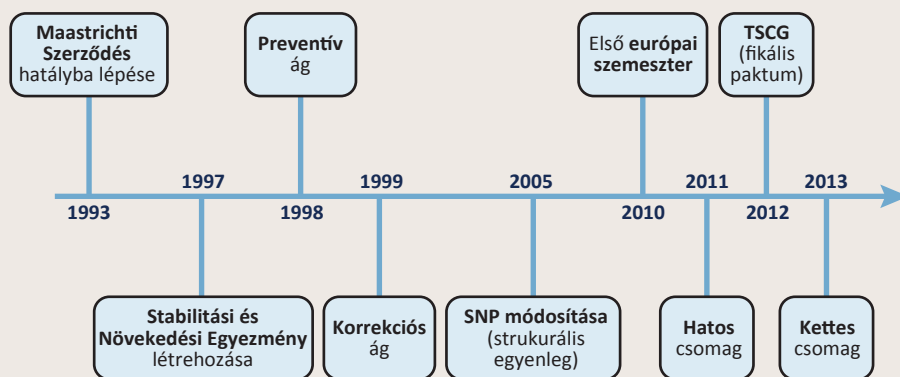 Maastrichti
Szerződés
hatályba lépése
Preventív
ág
Első európai
szemeszter
TSCG
(fikális
paktum)
1997
1999
2005
2011
2013
1993
1998
2010
2012
Stabilitási és
Növekedési Egyezmény
létrehozása
Korrekciós
ág
SNP módosítása
(strukurális
egyenleg)
Hatos
csomag
Kettes
csomag